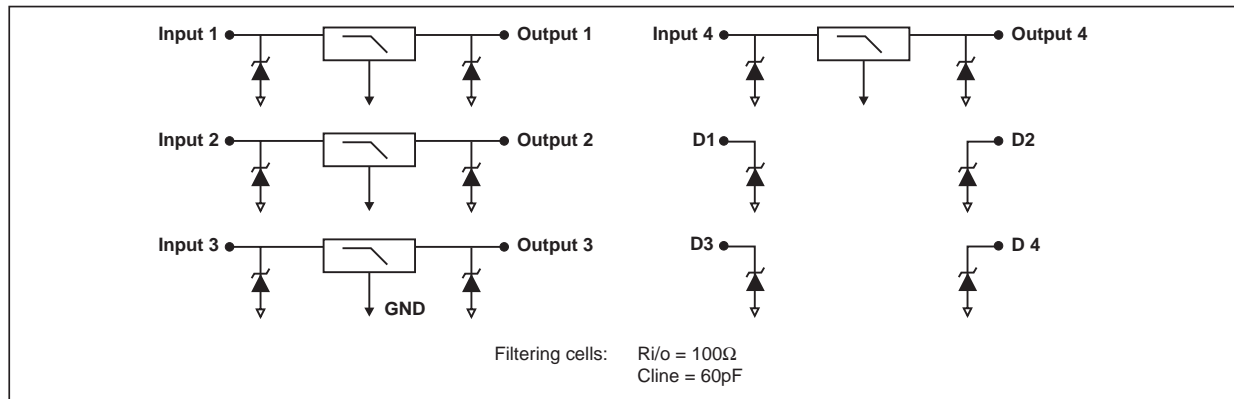 Input 1 Output 1 Input 4 Output 4
Input 2 Output 2 D1 D2
Input 3 Output 3 D3 D 4
GND
Filtering cells: Ri/o = 100Ω
Cline = 60pF